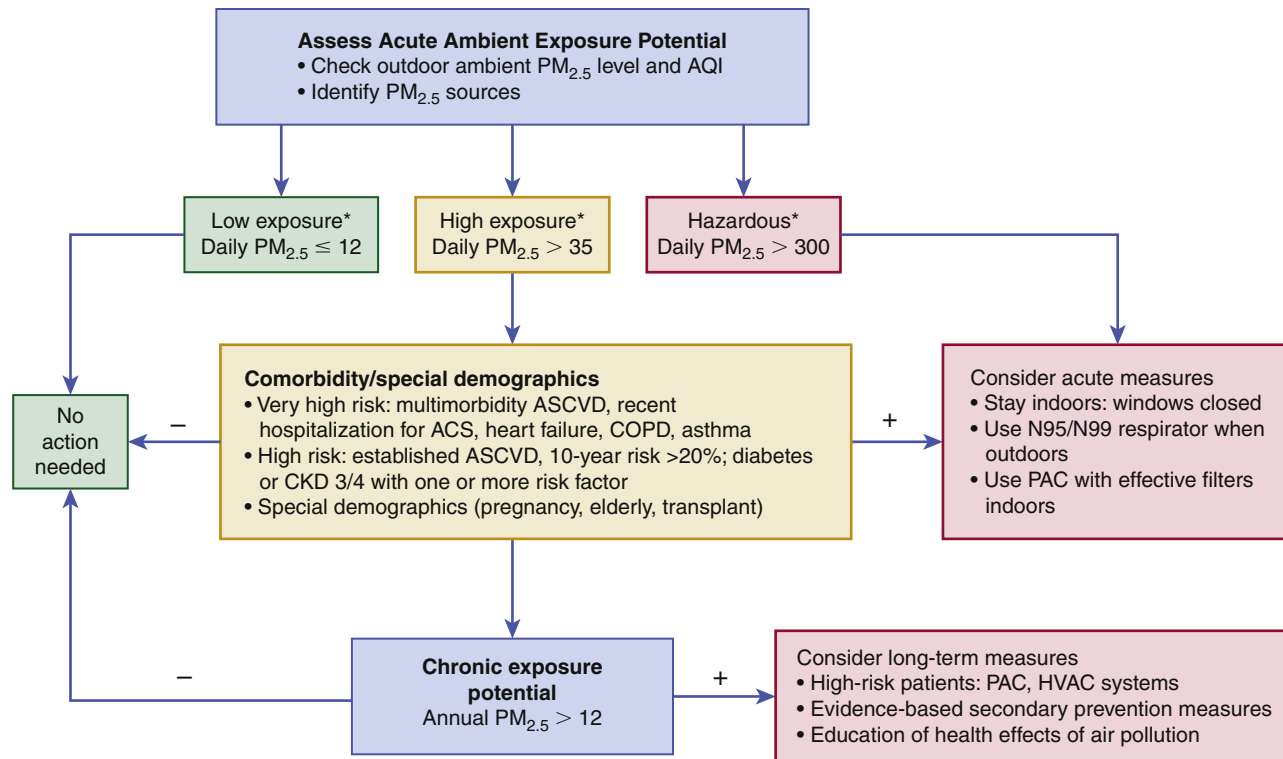 Assess Acute Ambient Exposure Potential
• Check outdoor ambient PM2.5 level and AQI
• Identify PM2.5 sources
Low exposure*
Daily PM2.5 ≤ 12
High exposure*
Daily PM2.5 > 35
Hazardous*
Daily PM2.5 > 300
Comorbidity/special demographics
• Very high risk: multimorbidity ASCVD, recent
hospitalization for ACS, heart failure, COPD, asthma
• High risk: established ASCVD, 10-year risk >20%; diabetes
or CKD 3/4 with one or more risk factor
• Special demographics (pregnancy, elderly, transplant)
No
action
needed
–
+
Consider acute measures
• Stay indoors: windows closed
• Use N95/N99 respirator when
outdoors
• Use PAC with effective filters
indoors
–
Chronic exposure
potential
Annual PM2.5 > 12
+
Consider long-term measures
• High-risk patients: PAC, HVAC systems
• Evidence-based secondary prevention measures
• Education of health effects of air pollution